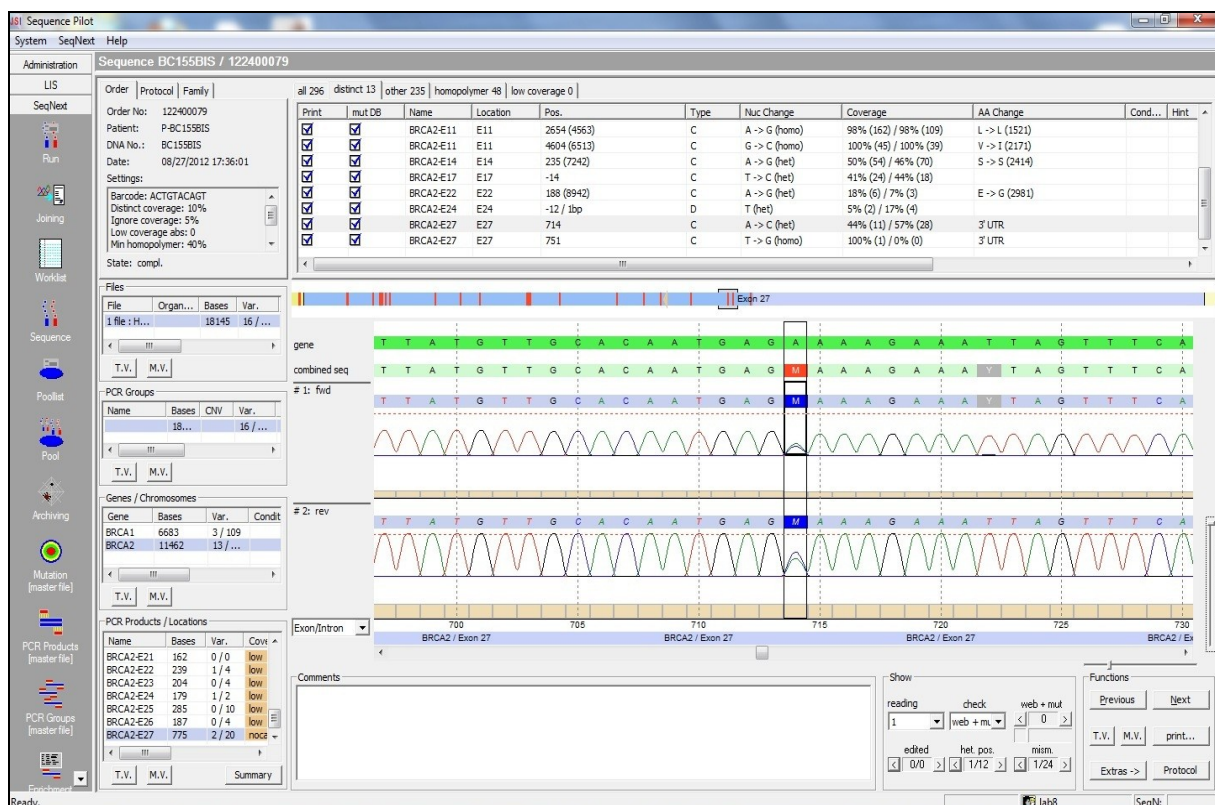 JSI Sequence Pilot
System SeqNext Help
Administration
LIS
SeqNext
Run
Joining
Worklist
Sequence
Poollist
Pool
Archiving
Mutation
[master file]
PCR Products
[master file]
PCR Groups
[master file]
Enrichment
Sequence BC155BIS / 122400079
Order Protocol Family
Order No: 122400079
Patient: P-BC155BIS
DNA No.: BC155BIS
Date: 08/27/2012 17:36:01
Settings:
Barcode: ACTGTACAGT
Distinct coverage: 10%
Ignore coverage: 5%
Low coverage abs: 0
Min homopolymer: 40%
State: compl.
all 296 distinct 13 other 235 homopolymer 48 low coverage 0
Print mut DB Name Location Pos. Type Nuc Change Coverage AA Change Cond... Hint
BRCA2-E11 E11 2654 (4563) C A -> G (homo) 98% (162) / 98% (109) L -> L (1521)
BRCA2-E11 E11 4604 (6513) C G -> C (homo) 100% (45) / 100% (39) V -> I (2171)
BRCA2-E14 E14 235 (7242) C A -> G (het) 50% (54) / 46% (70) S -> S (2414)
BRCA2-E17 E17 -14 C T -> C (het) 41% (24) / 44% (18)
BRCA2-E22 E22 188 (8942) C A -> G (het) 18% (6) / 7% (3) E -> G (2981)
BRCA2-E24 E24 -12 / 1bp D T (het) 5% (2) / 17% (4)
BRCA2-E27 E27 714 C A -> C (het) 44% (11) / 57% (28) 3' UTR
BRCA2-E27 E27 751 C T -> G (homo) 100% (1) / 0% (0) 3' UTR
Files
File Organ... Bases Var.
1 file : H... 18145 16 / ...
T.V. M.V.
PCR Groups
Name Bases CNV Var.
18... 16 / ...
T.V. M.V.
Genes / Chromosomes
Gene Bases Var. Condit
BRCA1 6683 3 / 109
BRCA2 11462 13 / ...
T.V. M.V.
PCR Products / Locations
Name Bases Var. Cove
BRCA2-E21 162 0 / 0 low
BRCA2-E22 239 1 / 4 low
BRCA2-E23 204 0 / 4 low
BRCA2-E24 179 1 / 2 low
BRCA2-E25 285 0 / 10 low
BRCA2-E26 187 0 / 4 low
BRCA2-E27 775 2 / 20 noca
T.V. M.V. Summary
Exon 27
gene T T A T G T T G C A C A A T G A G A A A A G A A A T T A G T T T C A
combined seq T T A T G T T G C A C A A T G A G M A A A G A A A Y T A G T T T C A
# 1: fwd
T T A T G T T G C A C A A T G A G M A A A G A A A Y T A G T T T C A
# 2: rev
T T A T G T T G C A C A A T G A G M A A A G A A A T T A G T T T C A
Exon/Intron 700 705 710 715 720 725 730
BRCA2 / Exon 27 BRCA2 / Exon 27 BRCA2 / Exon 27 BRCA2 / Ex
Comments
Show
reading check web + mut
1 web + mu 0
edited het. pos. mism.
0/0 1/12 1/24
Functions
Previous Next
T.V. M.V. print...
Extras -> Protocol
Ready. lab8 SeqN: